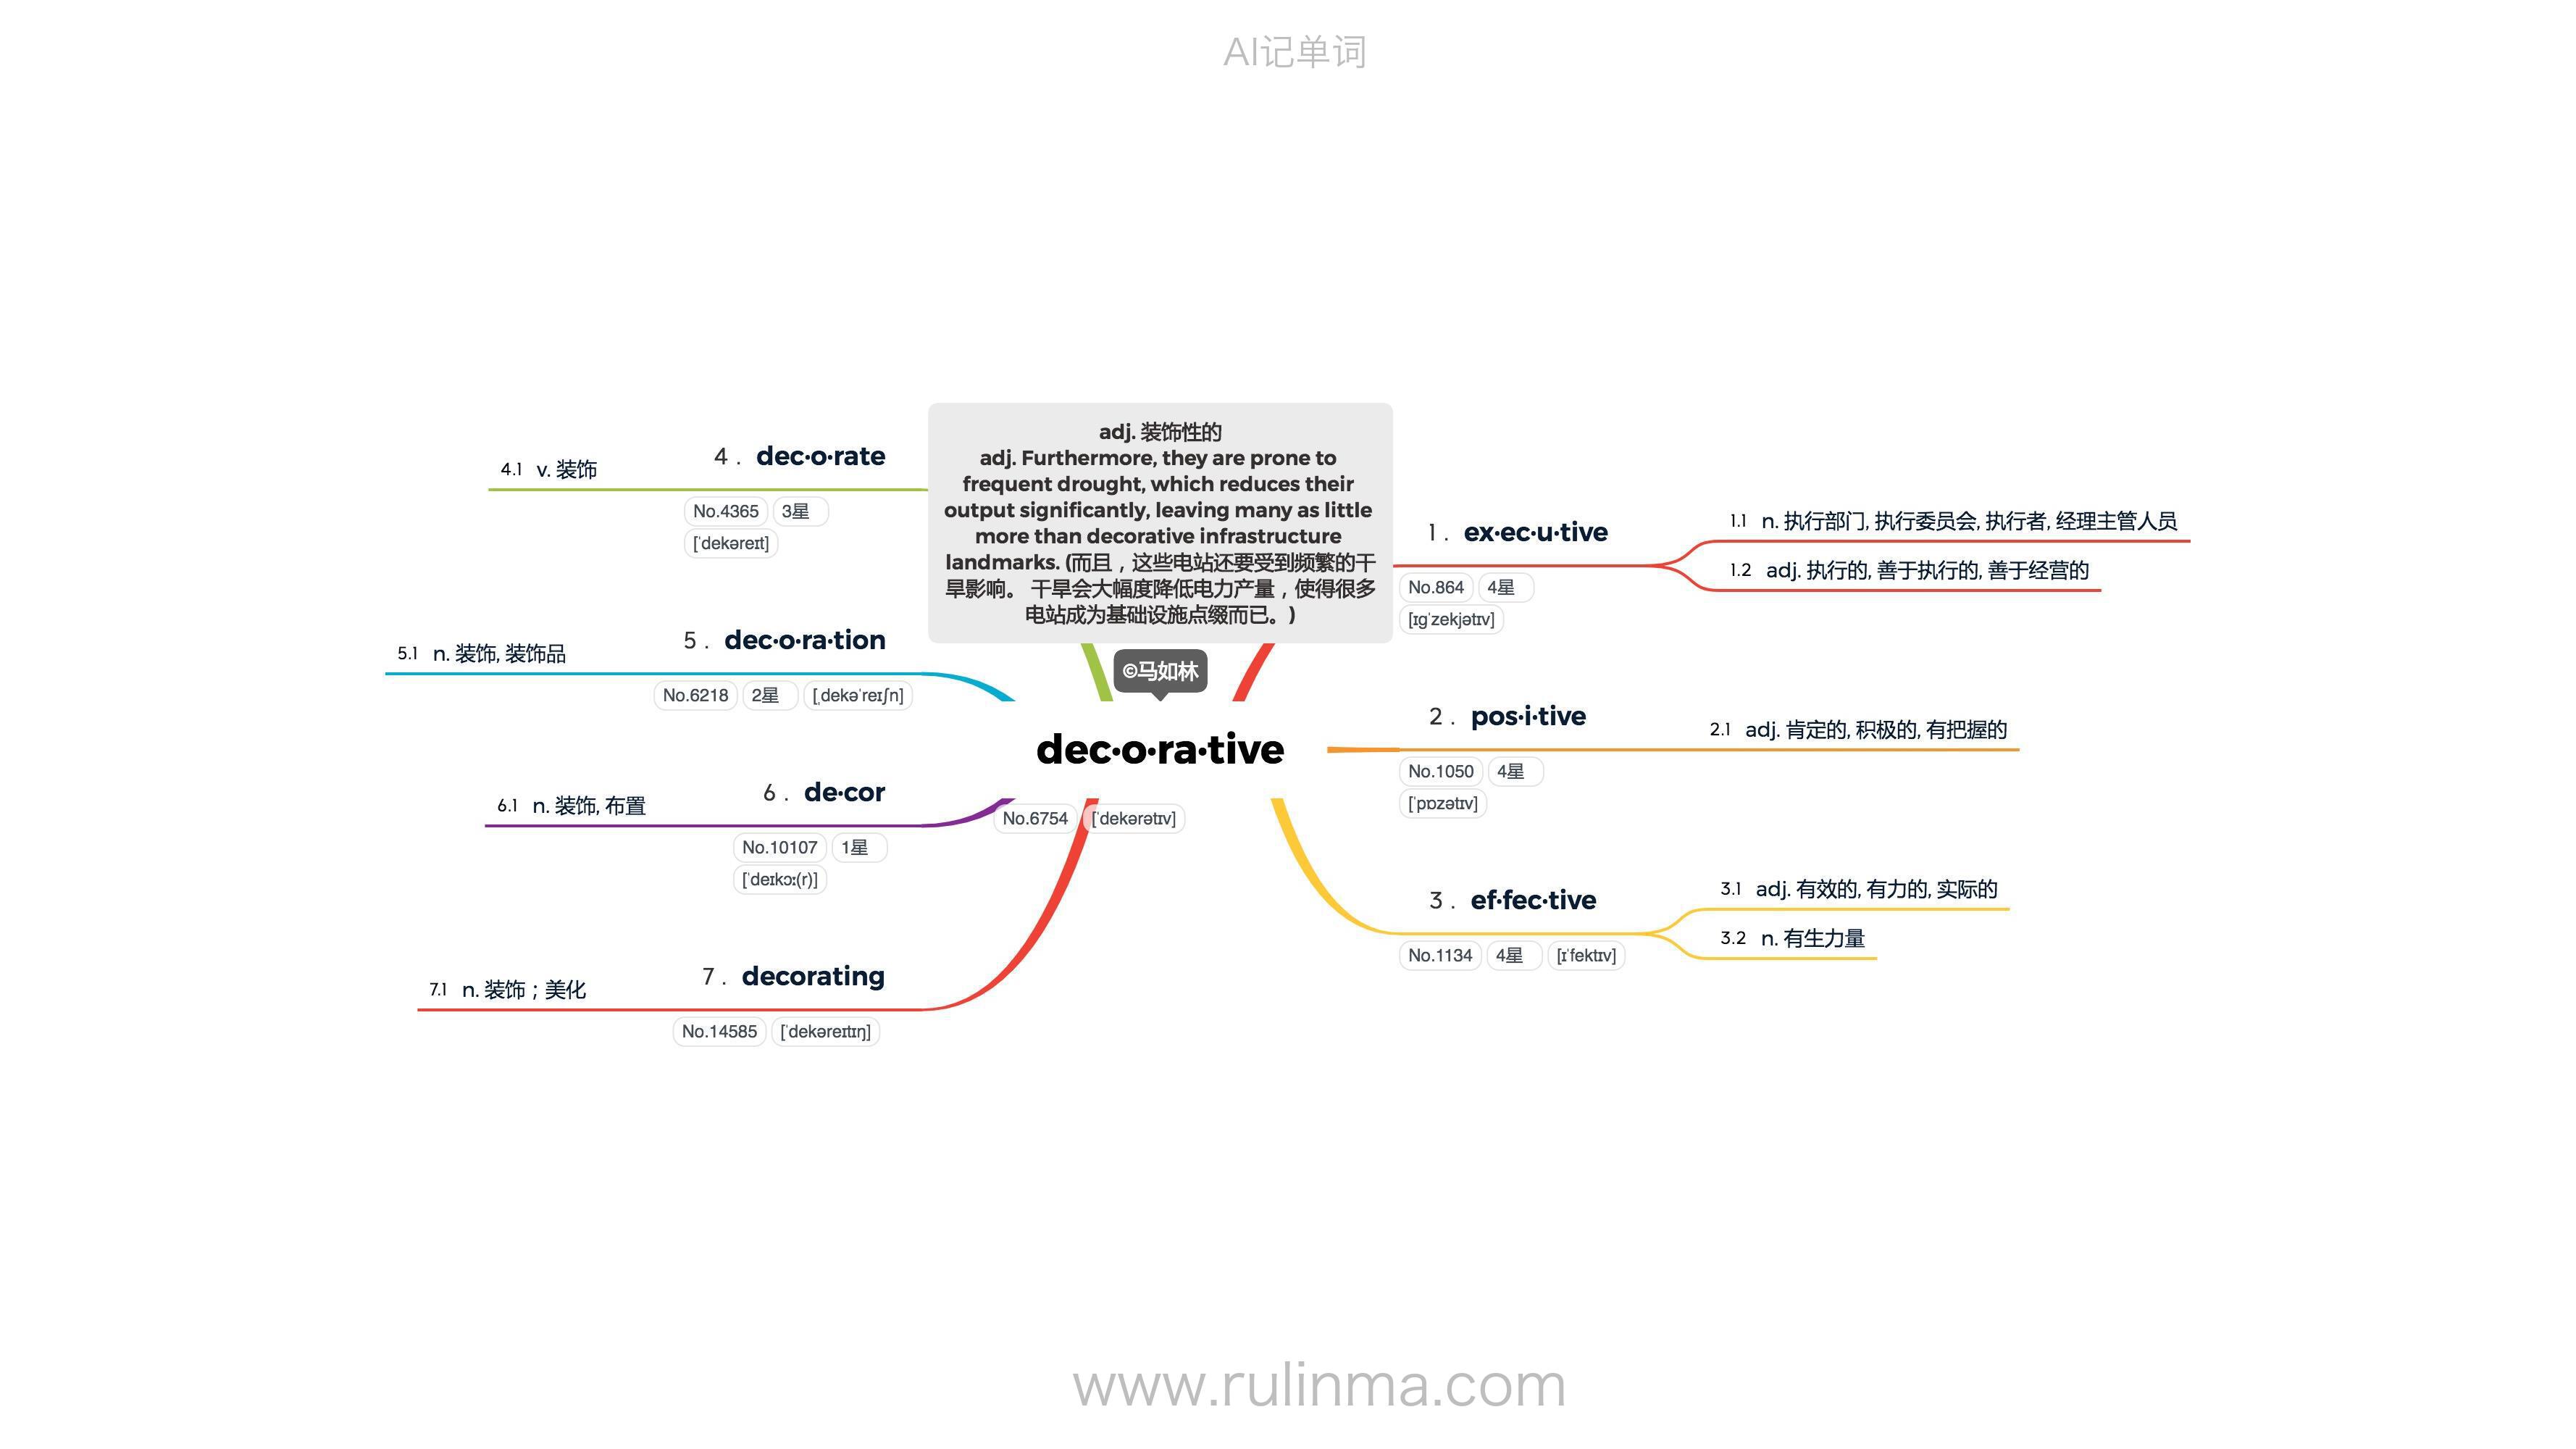 AI记单词
adj. 装饰性的
adj. Furthermore, they are prone to
frequent drought, which reduces their
output significantly, leaving many as little
more than decorative infrastructure
landmarks. (而且，这些电站还要受到频繁的干
旱影响。 干旱会大幅度降低电力产量，使得很多
电站成为基础设施点缀而已。)
©马如林
dec·o·ra·tive
No.6754 [ˈdekərətɪv]
1 . ex·ec·u·tive
No.864 4星
[ɪɡˈzekjətɪv]
1.1 n. 执行部门, 执行委员会, 执行者, 经理主管人员
1.2 adj. 执行的, 善于执行的, 善于经营的
2 . pos·i·tive
No.1050 4星
[ˈpɒzətɪv]
2.1 adj. 肯定的, 积极的, 有把握的
3 . ef·fec·tive
No.1134 4星 [ɪˈfektɪv]
3.1 adj. 有效的, 有力的, 实际的
3.2 n. 有生力量
4 . dec·o·rate
No.4365 3星
[ˈdekəreɪt]
4.1 v. 装饰
5 . dec·o·ra·tion
No.6218 2星 [ˌdekəˈreɪʃn]
5.1 n. 装饰, 装饰品
6 . de·cor
No.10107 1星
[ˈdeɪkɔː(r)]
6.1 n. 装饰, 布置
7 . decorating
No.14585 [ˈdekəreɪtɪŋ]
7.1 n. 装饰；美化
www.rulinma.com